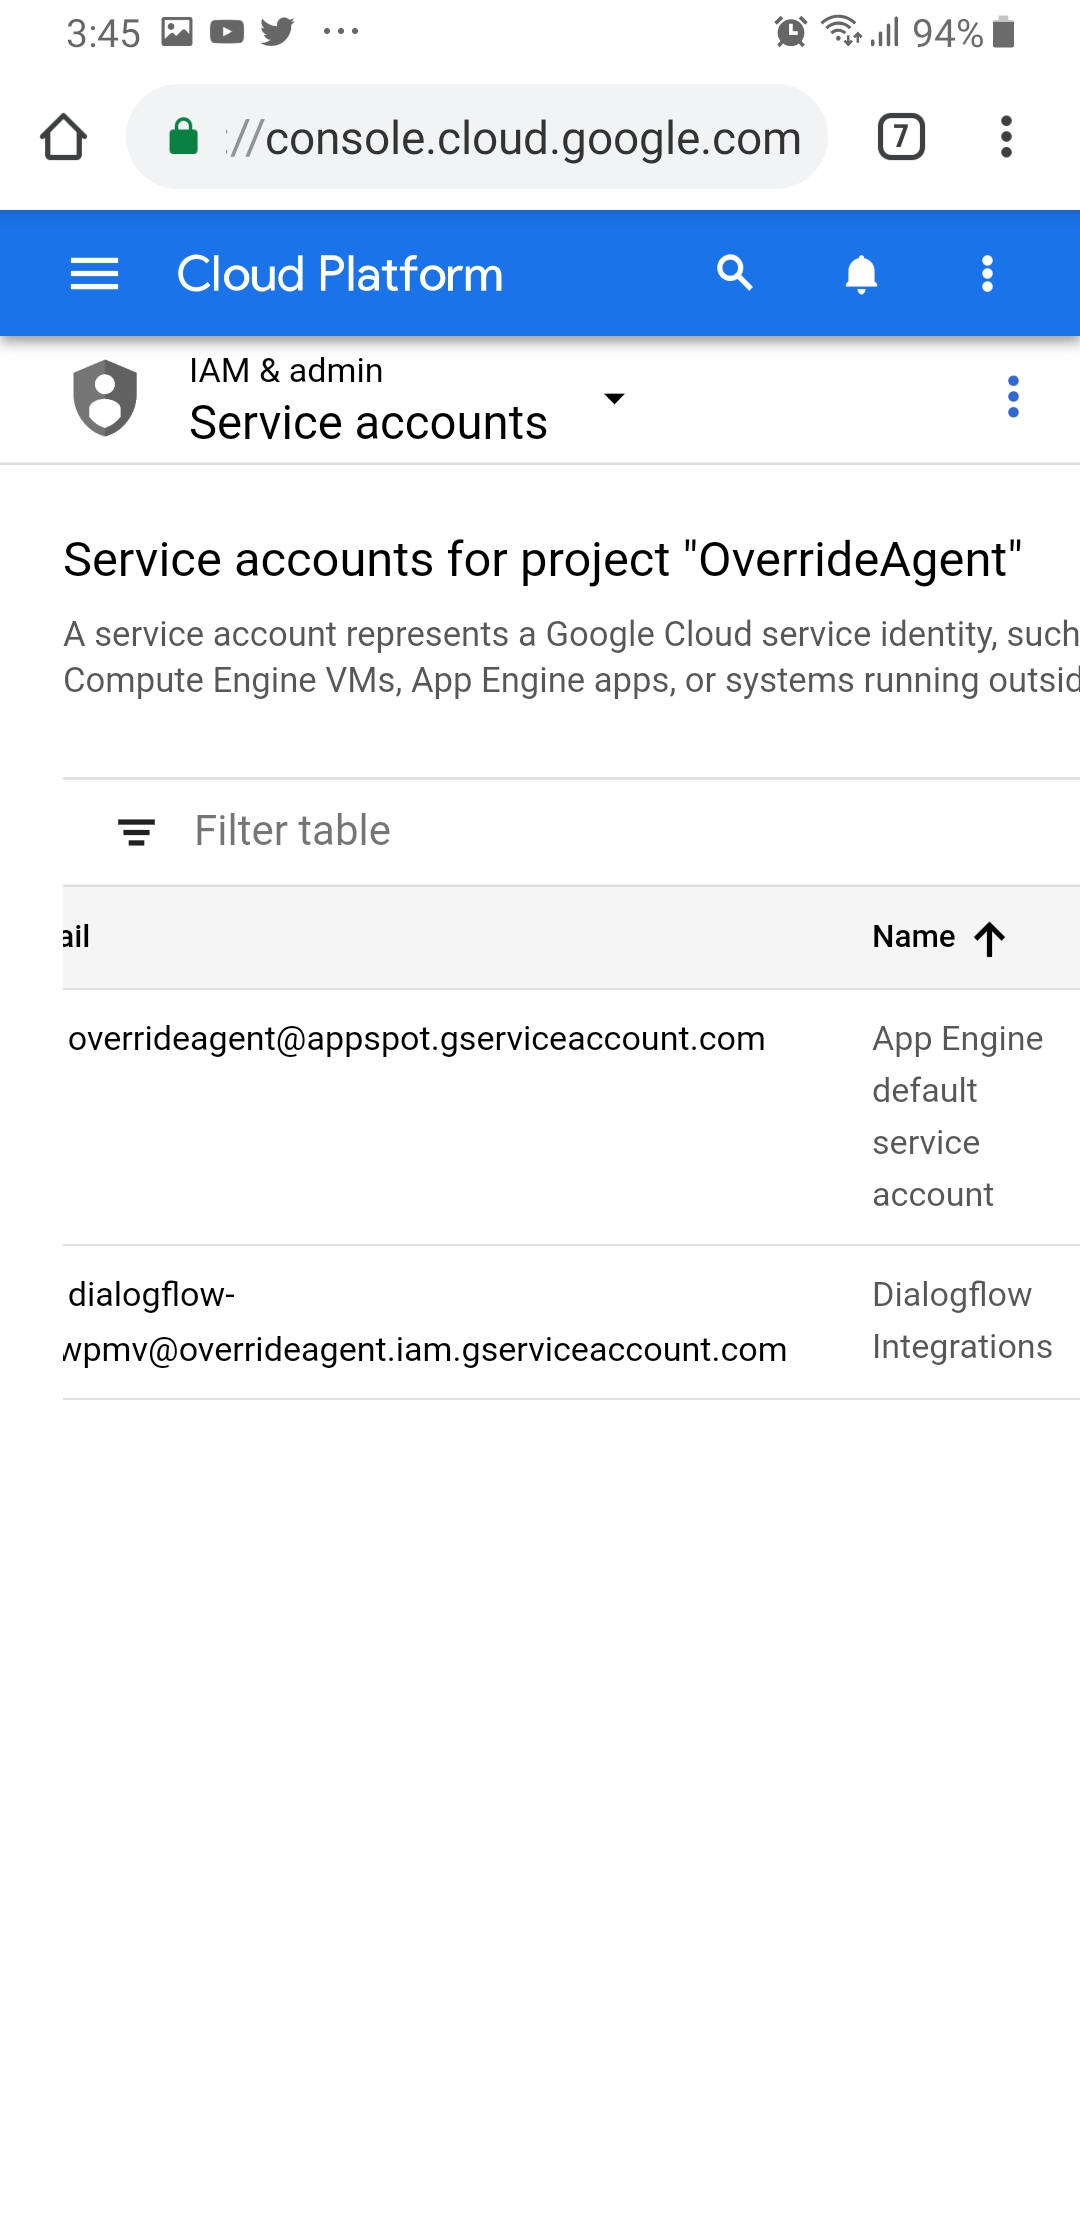 3:45 94%
://console.cloud.google.com 7
Cloud Platform
IAM & admin
Service accounts
Service accounts for project "OverrideAgent"
A service account represents a Google Cloud service identity, such
Compute Engine VMs, App Engine apps, or systems running outsid
Filter table
ail Name
overrideagent@appspot.gserviceaccount.com App Engine
default
service
account
dialogflow- Dialogflow
wpmv@overrideagent.iam.gserviceaccount.com Integrations